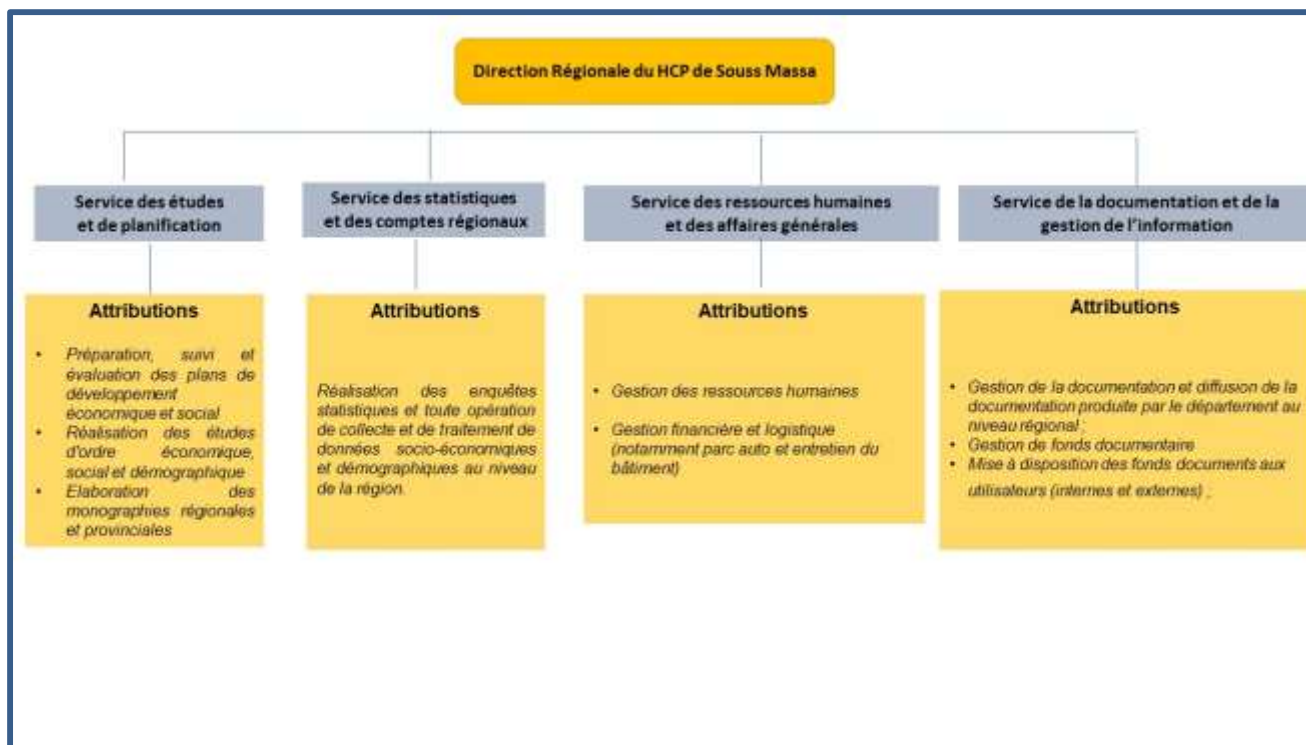 Direction Régionale du HCP de Souss Massa
Service des études
et de planification
Attributions
• Préparation, suivi et
évaluation des plans de
développement
économique et social
• Réalisation des études
d'ordre économique,
social et démographique
• Elaboration des
monographies régionales
et provinciales
Service des statistiques
et des comptes régionaux
Attributions
Réalisation des enquêtes
statistiques et toute opération
de collecte et de traitement de
données socio-économiques
et démographiques au niveau
de la région.
Service des ressources humaines
et des affaires générales
Attributions
• Gestion des ressources humaines
• Gestion financière et logistique
(notamment parc auto et entretien du
bâtiment)
Service de la documentation et de la
gestion de l'information
Attributions
• Gestion de la documentation et diffusion de la
documentation produite par le département au
niveau régional ;
• Gestion de fonds documentaire
• Mise à disposition des fonds documents aux
utilisateurs (internes et externes) ;